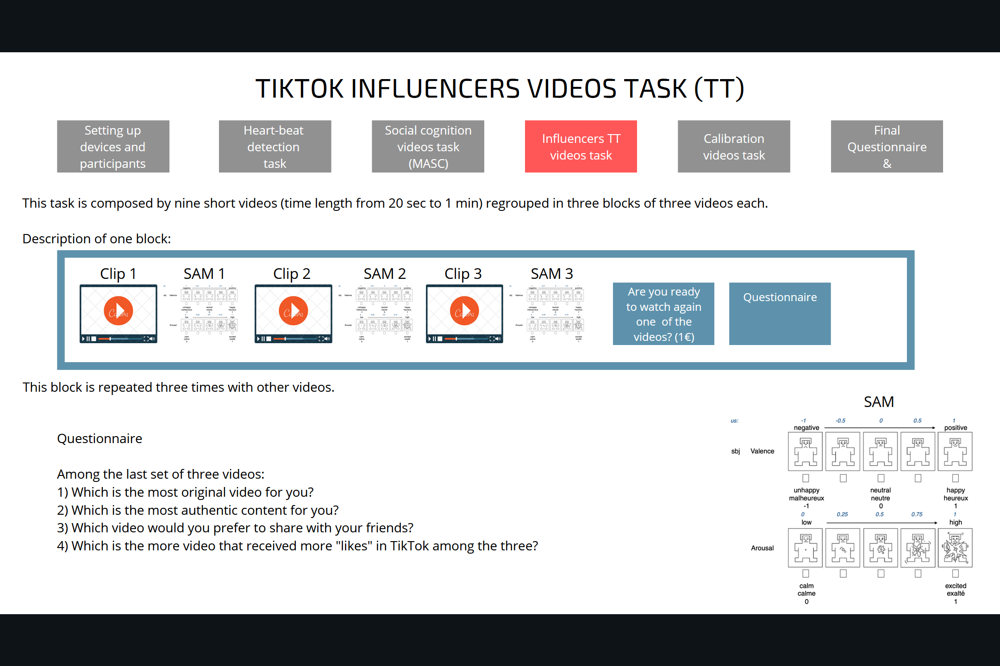 TIKTOK INFLUENCERS VIDEOS TASK (TT)
Setting up
devices and
participants
Heart-beat
detection
task
Social cognition
videos task
(MASC)
Influencers TT
videos task
Calibration
videos task
Final
Questionnaire
&
This task is composed by nine short videos (time length from 20 sec to 1 min) regrouped in three blocks of three videos each.
Description of one block:
Clip 1
SAM 1
Clip 2
SAM 2
Clip 3
SAM 3
Canva
Canva
Canva
Are you ready
to watch again
one of the
videos? (1€)
Questionnaire
This block is repeated three times with other videos.
Questionnaire
Among the last set of three videos:
1) Which is the most original video for you?
2) Which is the most authentic content for you?
3) Which video would you prefer to share with your friends?
4) Which is the more video that received more "likes" in TikTok among the three?
SAM
us: -1 -0.5 0 0.5 1
negative positive
sbj Valence
unhappy neutral happy
malheureux neutre heureux
-1 0 1
0 0.25 0.5 0.75 1
low high
Arousal
calm excited
calme exalté
0 1